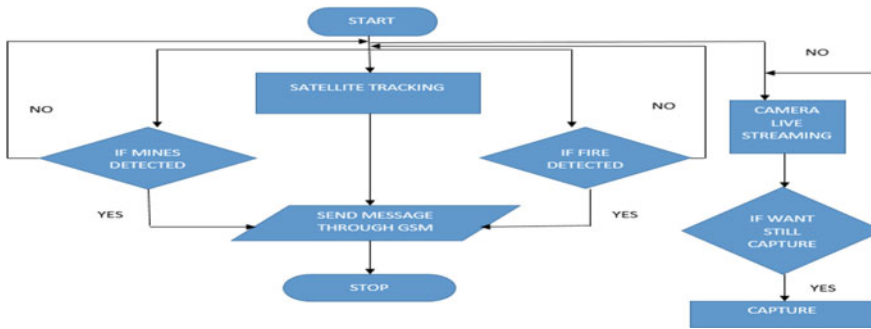 START
NO
SATELLITE TRACKING
NO
NO
CAMERA
LIVE
STREAMING
IF MINES
DETECTED
IF FIRE
DETECTED
YES
SEND MESSAGE
THROUGH GSM
YES
IF WANT
STILL
CAPTURE
STOP
YES
CAPTURE